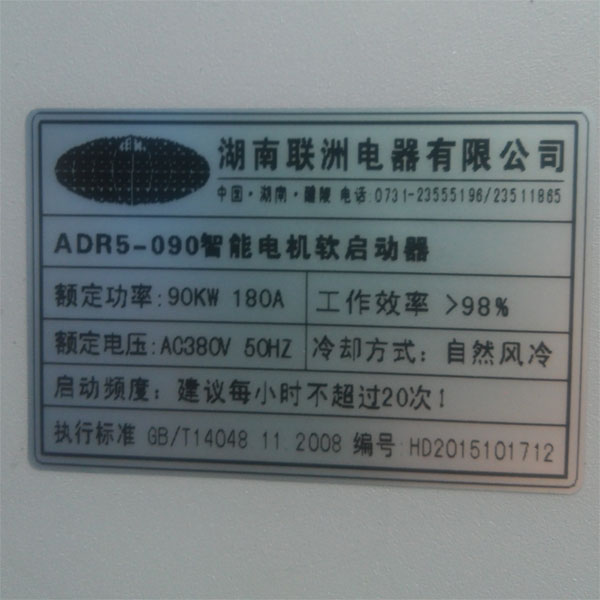 湖南联洲电器有限公司
中国·湖南·醴陵 电话:0731-23555196/23511865
ADR5-090智能电机软启动器
额定功率:90KW 180A 工作效率 >98%
额定电压:AC380V 50HZ 冷却方式：自然风冷
启动频度：建议每小时不超过20次！
执行标准 GB/T14048 11.2008 编号:HD2015101712